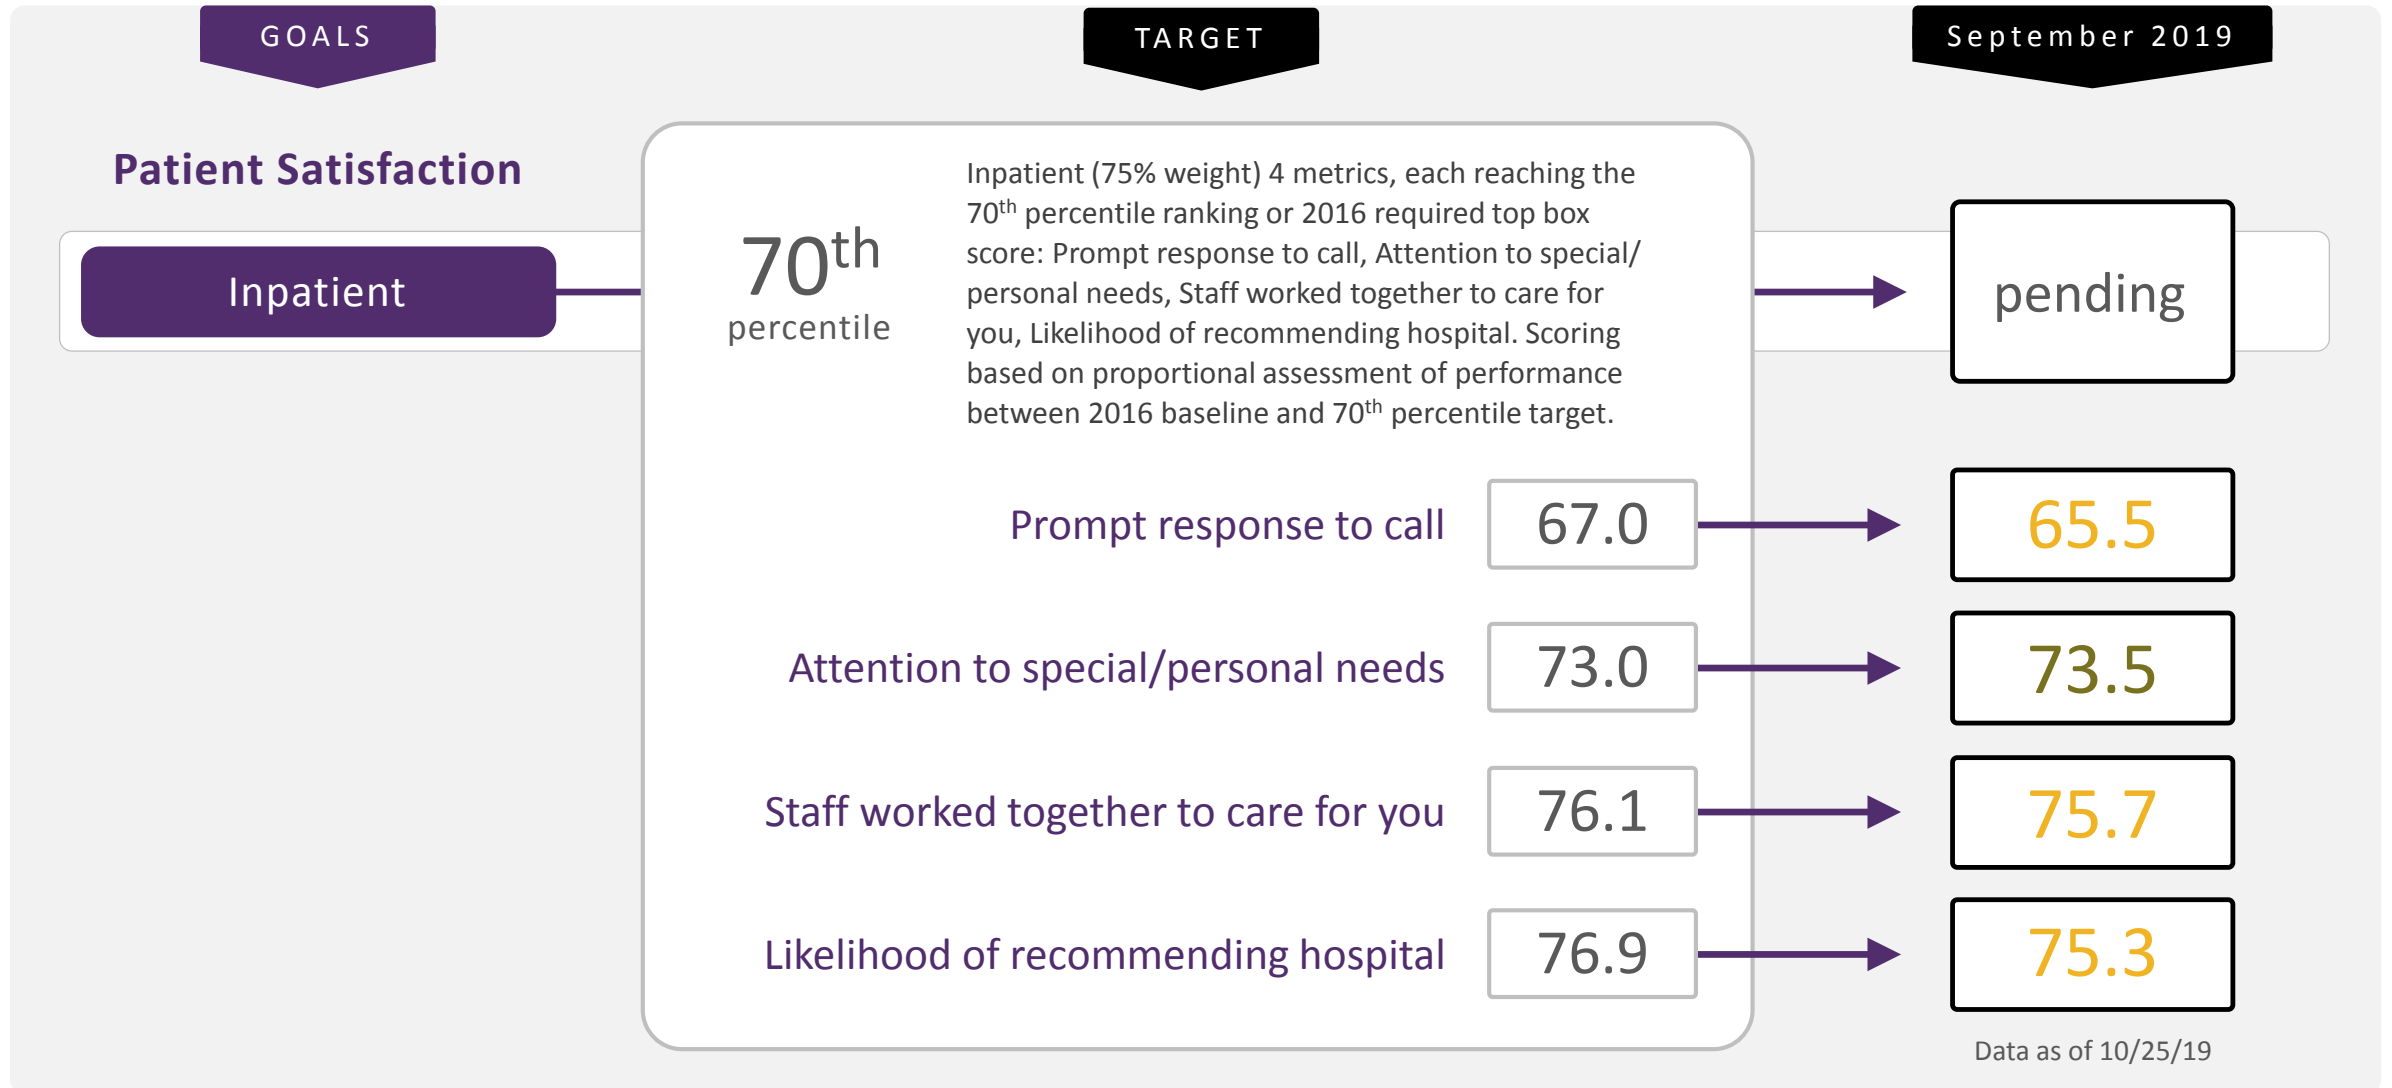 GOALS
TARGET
September 2019
Patient Satisfaction
Inpatient
70th
percentile
Inpatient (75% weight) 4 metrics, each reaching the
70th percentile ranking or 2016 required top box
score: Prompt response to call, Attention to special/
personal needs, Staff worked together to care for
you, Likelihood of recommending hospital. Scoring
based on proportional assessment of performance
between 2016 baseline and 70th percentile target.
pending
Prompt response to call 67.0 65.5
Attention to special/personal needs 73.0 73.5
Staff worked together to care for you 76.1 75.7
Likelihood of recommending hospital 76.9 75.3
Data as of 10/25/19